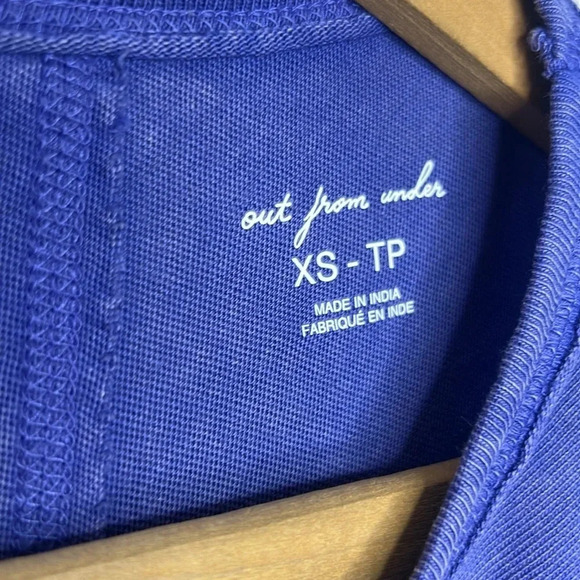 out from under
XS - TP
MADE IN INDIA
FABRIQUÉ EN INDE